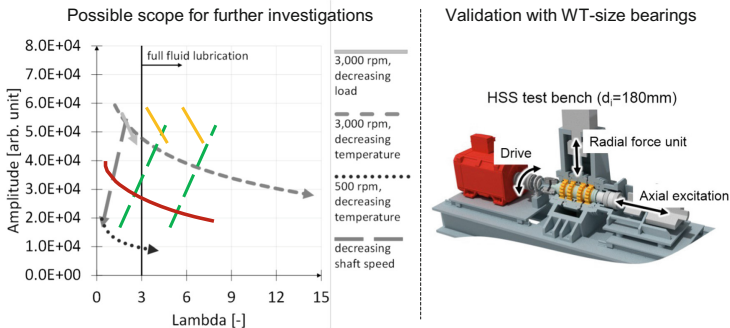 Possible scope for further investigations
8.0E+04
7.0E+04
6.0E+04
5.0E+04
4.0E+04
3.0E+04
2.0E+04
1.0E+04
0.0E+00
Amplitude [arb. unit]
full fluid lubrication
0 3 6 9 12 15
Lambda [-]
3,000 rpm,
decreasing
load
3,000 rpm,
decreasing
temperature
500 rpm,
decreasing
temperature
decreasing
shaft speed
Validation with WT-size bearings
HSS test bench (di=180mm)
Radial force unit
Drive
Axial excitation